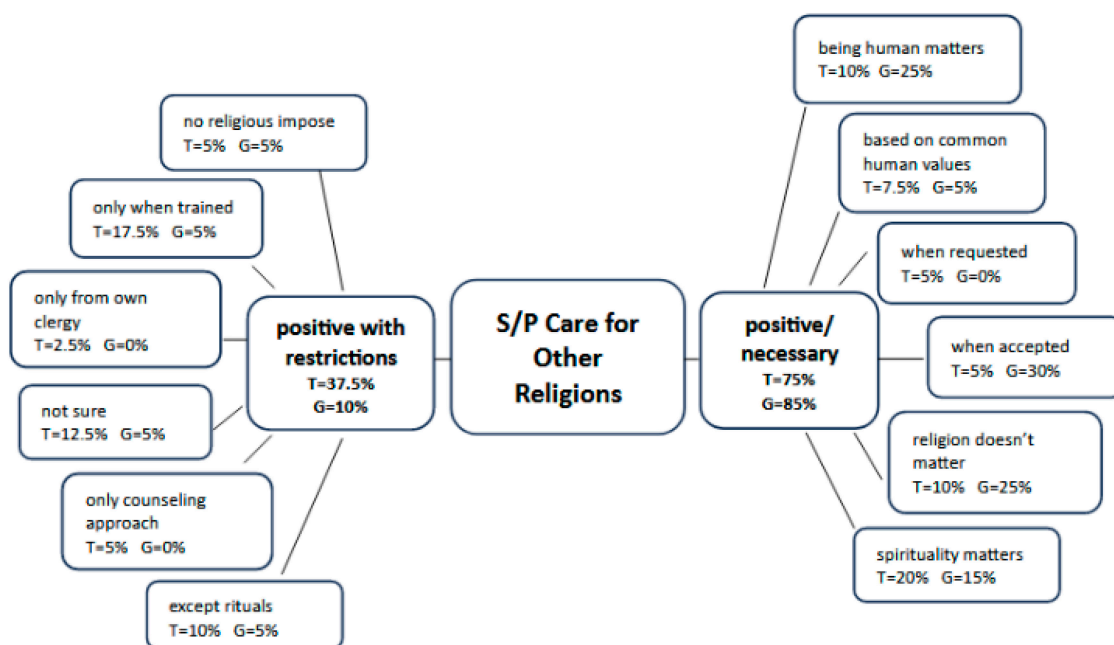 being human matters
T=10% G=25%
no religious impose
T=5% G=5%
based on common
human values
T=7.5% G=5%
only when trained
T=17.5% G=5%
when requested
T=5% G=0%
only from own
clergy
T=2.5% G=0%
positive with
restrictions
T=37.5%
G=10%
S/P Care for
Other
Religions
positive/
necessary
T=75%
G=85%
when accepted
T=5% G=30%
not sure
T=12.5% G=5%
religion doesn't
matter
T=10% G=25%
only counseling
approach
T=5% G=0%
spirituality matters
T=20% G=15%
except rituals
T=10% G=5%